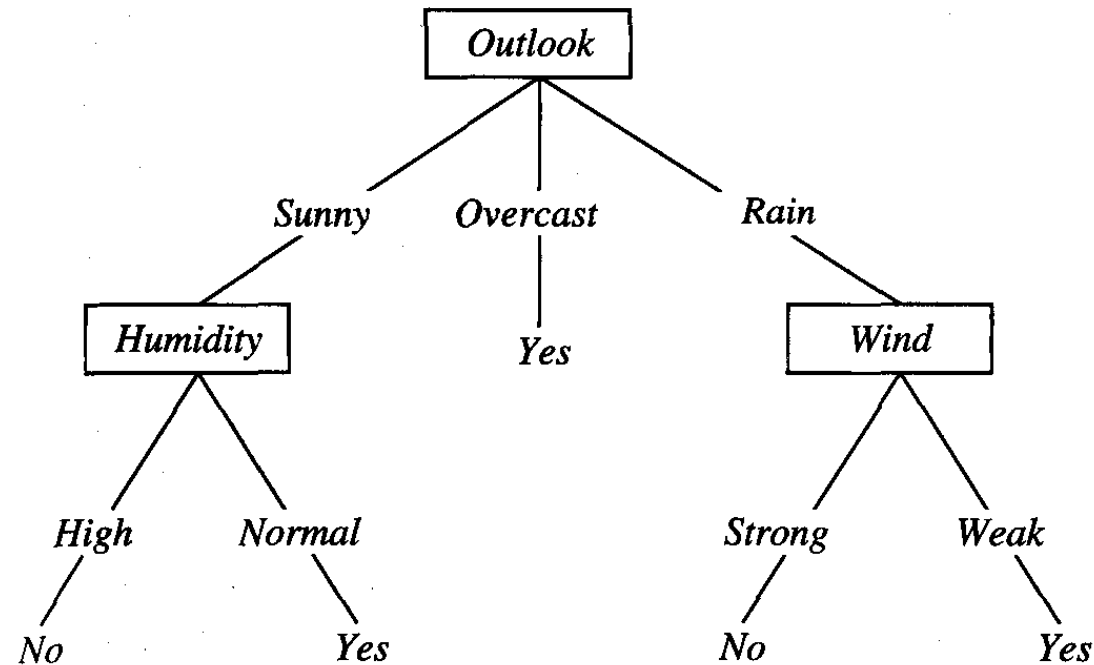 Outlook
Sunny Overcast Rain
Humidity Yes Wind
High Normal Strong Weak
No Yes No Yes